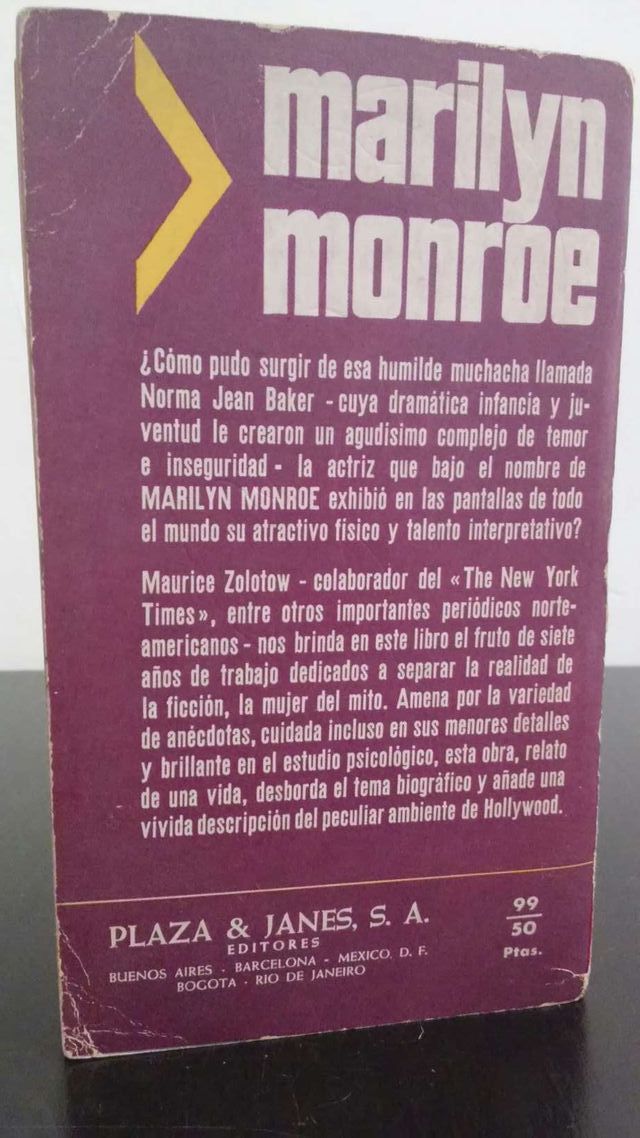 marilyn
monroe
¿Cómo pudo surgir de esa humilde muchacha llamada
Norma Jean Baker - cuya dramática infancia y ju-
ventud le crearon un agudísimo complejo de temor
e inseguridad - la actriz que bajo el nombre de
MARILYN MONROE exhibió en las pantallas de todo
el mundo su atractivo físico y talento interpretativo?
Maurice Zolotow - colaborador del «The New York
Times», entre otros importantes periódicos norte-
americanos - nos brinda en este libro el fruto de siete
años de trabajo dedicados a separar la realidad de
la ficción, la mujer del mito. Amena por la variedad
de anécdotas, cuidada incluso en sus menores detalles
y brillante en el estudio psicológico, esta obra, relato
de una vida, desborda el tema biográfico y añade una
vívida descripción del peculiar ambiente de Hollywood.
PLAZA & JANES, S. A.
EDITORES
BUENOS AIRES - BARCELONA - MEXICO, D. F.
BOGOTA - RIO DE JANEIRO
99
50
Ptas.